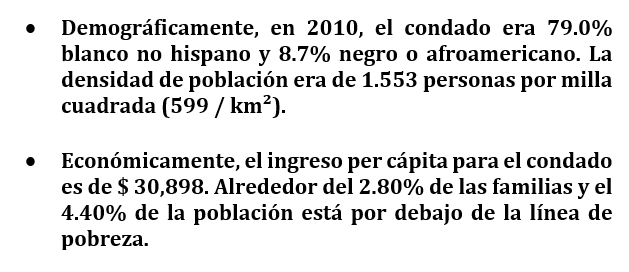 • Demográficamente, en 2010, el condado era 79.0%
blanco no hispano y 8.7% negro o afroamericano. La
densidad de población era de 1.553 personas por milla
cuadrada (599 / km²).
• Económicamente, el ingreso per cápita para el condado
es de $ 30,898. Alrededor del 2.80% de las familias y el
4.40% de la población está por debajo de la línea de
pobreza.